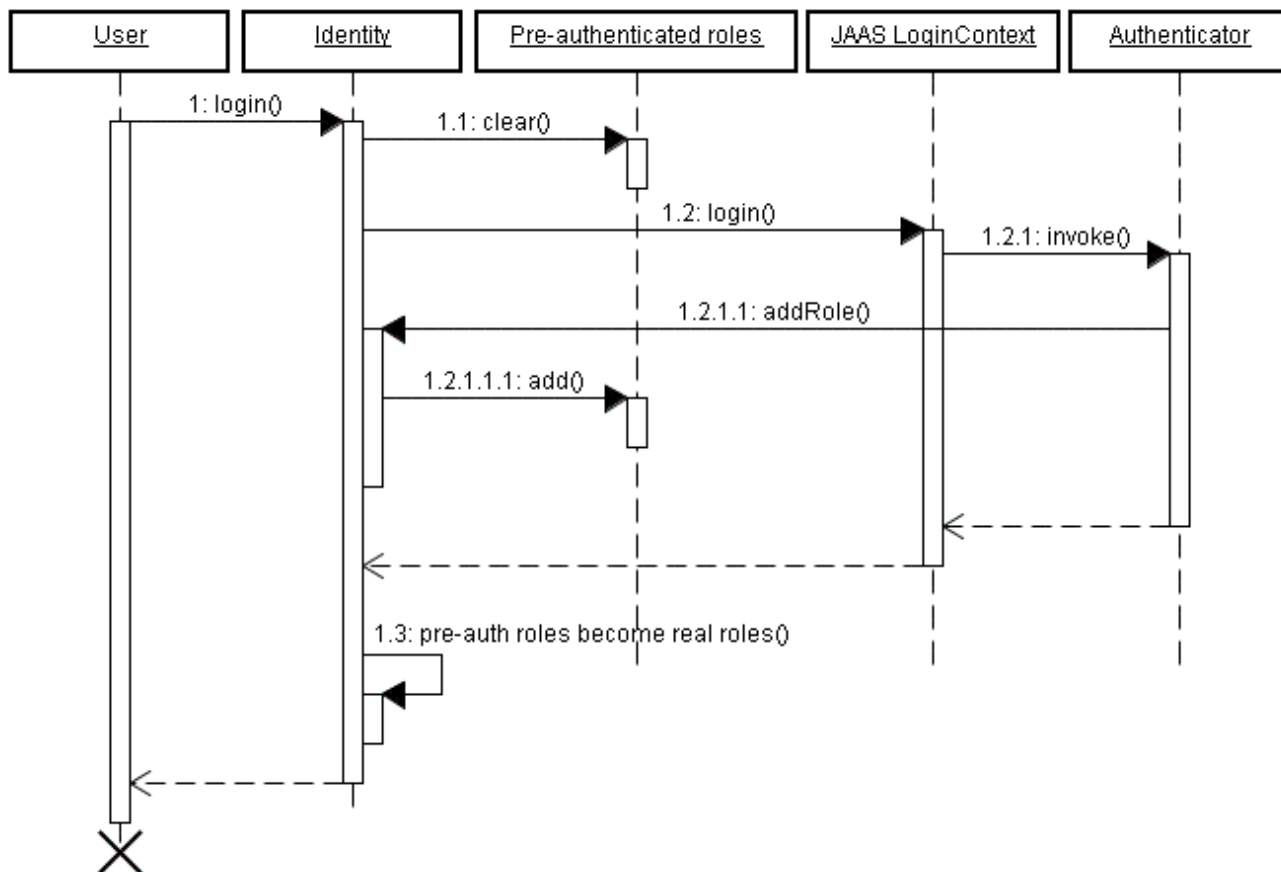 User
Identity
Pre-authenticated roles
JAAS LoginContext
Authenticator
1: login()
1.1: clear()
1.2: login()
1.2.1: invoke()
1.2.1.1: addRole()
1.2.1.1.1: add()
1.3: pre-auth roles become real roles()